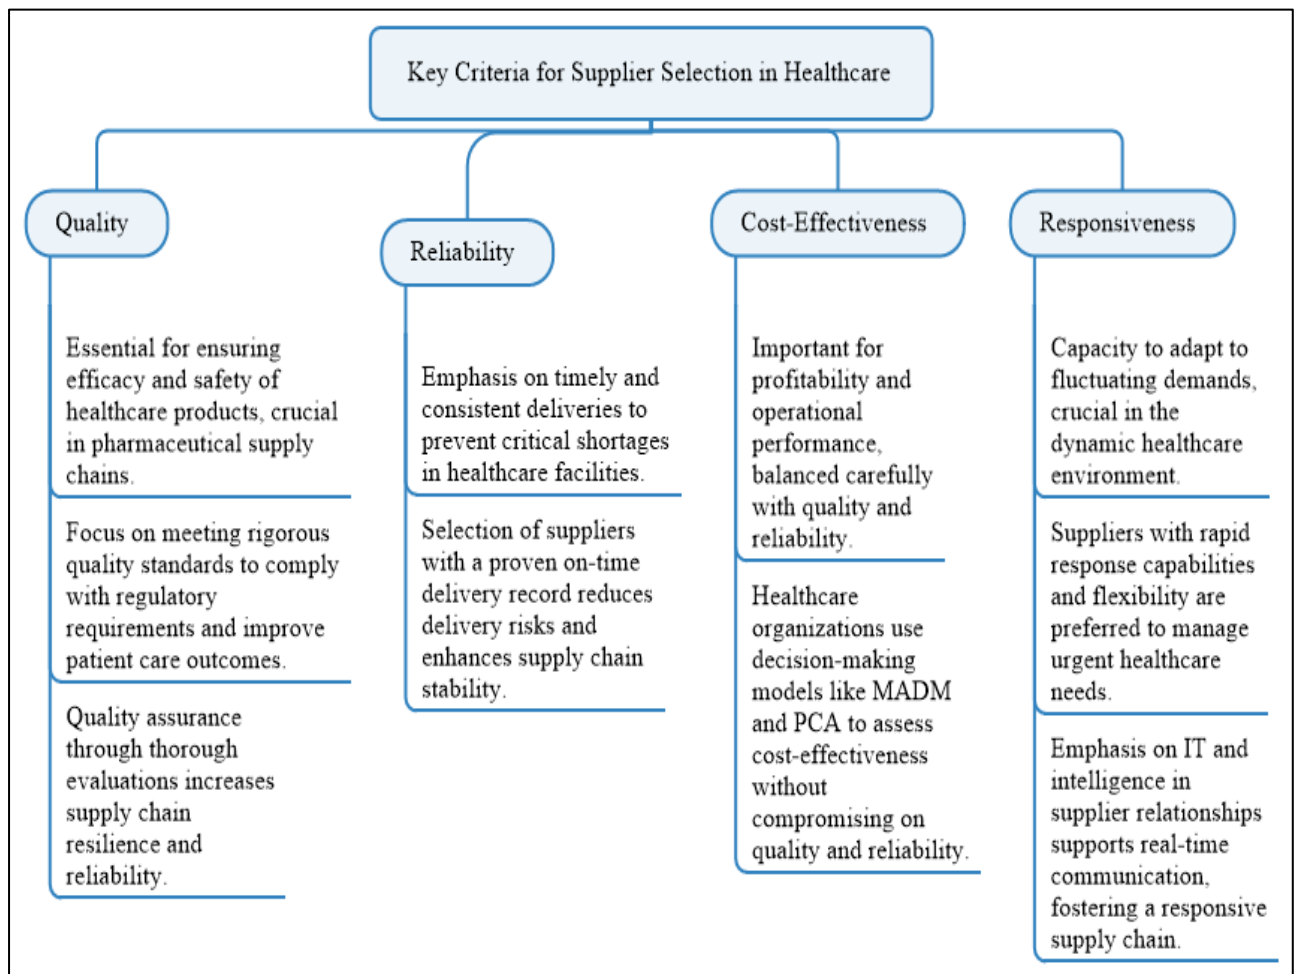 Key Criteria for Supplier Selection in Healthcare
Quality
Essential for ensuring
efficacy and safety of
healthcare products, crucial
in pharmaceutical supply
chains.
Focus on meeting rigorous
quality standards to comply
with regulatory
requirements and improve
patient care outcomes.
Quality assurance
through thorough
evaluations increases
supply chain
resilience and
reliability.
Reliability
Emphasis on timely and
consistent deliveries to
prevent critical shortages
in healthcare facilities.
Selection of suppliers
with a proven on-time
delivery record reduces
delivery risks and
enhances supply chain
stability.
Cost-Effectiveness
Important for
profitability and
operational
performance,
balanced carefully
with quality and
reliability.
Healthcare
organizations use
decision-making
models like MADM
and PCA to assess
cost-effectiveness
without
compromising on
quality and reliability.
Responsiveness
Capacity to adapt to
fluctuating demands,
crucial in the
dynamic healthcare
environment.
Suppliers with rapid
response capabilities
and flexibility are
preferred to manage
urgent healthcare
needs.
Emphasis on IT and
intelligence in
supplier relationships
supports real-time
communication,
fostering a responsive
supply chain.